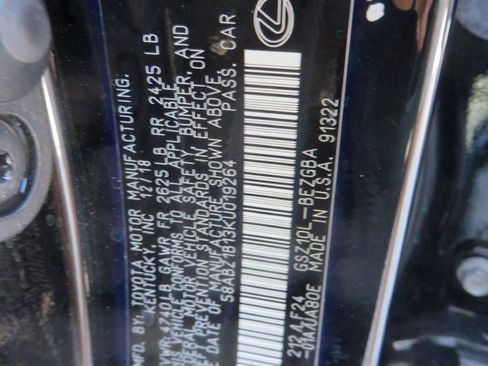 MFD. BY: TOYOTA MOTOR MANUFACTURING,
KENTUCKY, INC 12/18
GVWR 4740LB GAWR FR 2625LB RR 2425 LB
THIS VEHICLE CONFORMS TO ALL APPLICABLE
FEDERAL MOTOR VEHICLE SAFETY, BUMPER, AND
THEFT PREVENTION STANDARDS IN EFFECT ON
THE DATE OF MANUFACTURE SHOWN ABOVE.
58ABZ1B13KU019264 PASS. CAR
212 LF24 GSZ10L-BEZGBA
MADE IN U.S.A. 91322